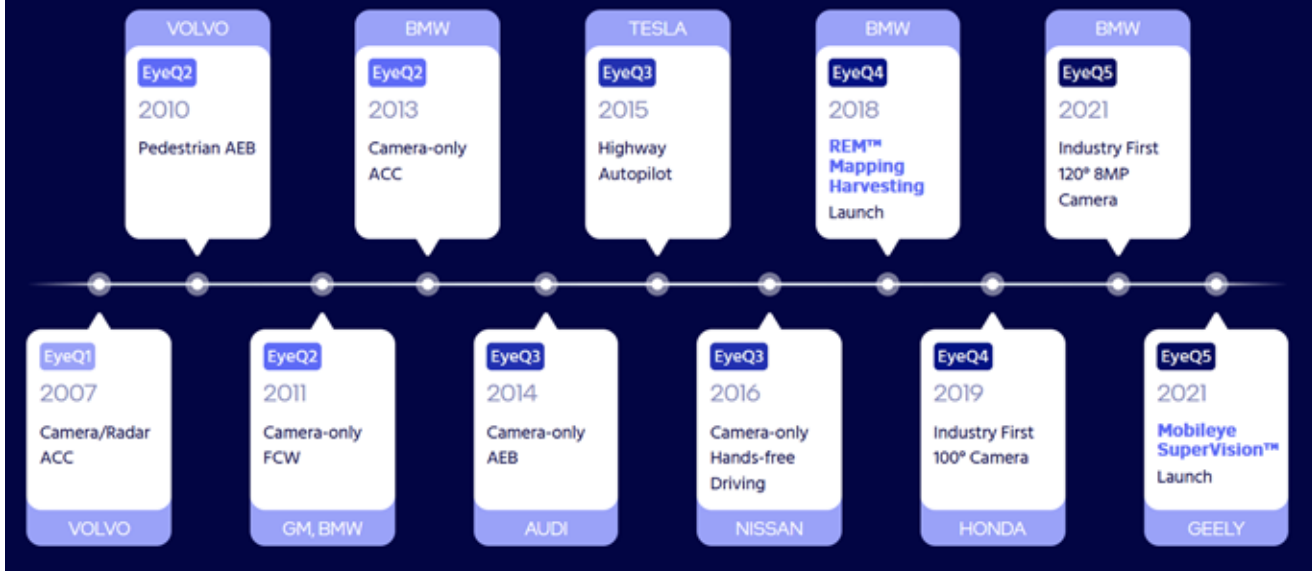 VOLVO
EyeQ2
2010
Pedestrian AEB
BMW
EyeQ2
2013
Camera-only
ACC
TESLA
EyeQ3
2015
Highway
Autopilot
BMW
EyeQ4
2018
REM™
Mapping
Harvesting
Launch
BMW
EyeQ5
2021
Industry First
120° 8MP
Camera
EyeQ1
2007
Camera/Radar
ACC
VOLVO
EyeQ2
2011
Camera-only
FCW
GM, BMW
EyeQ3
2014
Camera-only
AEB
AUDI
EyeQ3
2016
Camera-only
Hands-free
Driving
NISSAN
EyeQ4
2019
Industry First
100° Camera
HONDA
EyeQ5
2021
Mobileye
SuperVision™
Launch
GEELY